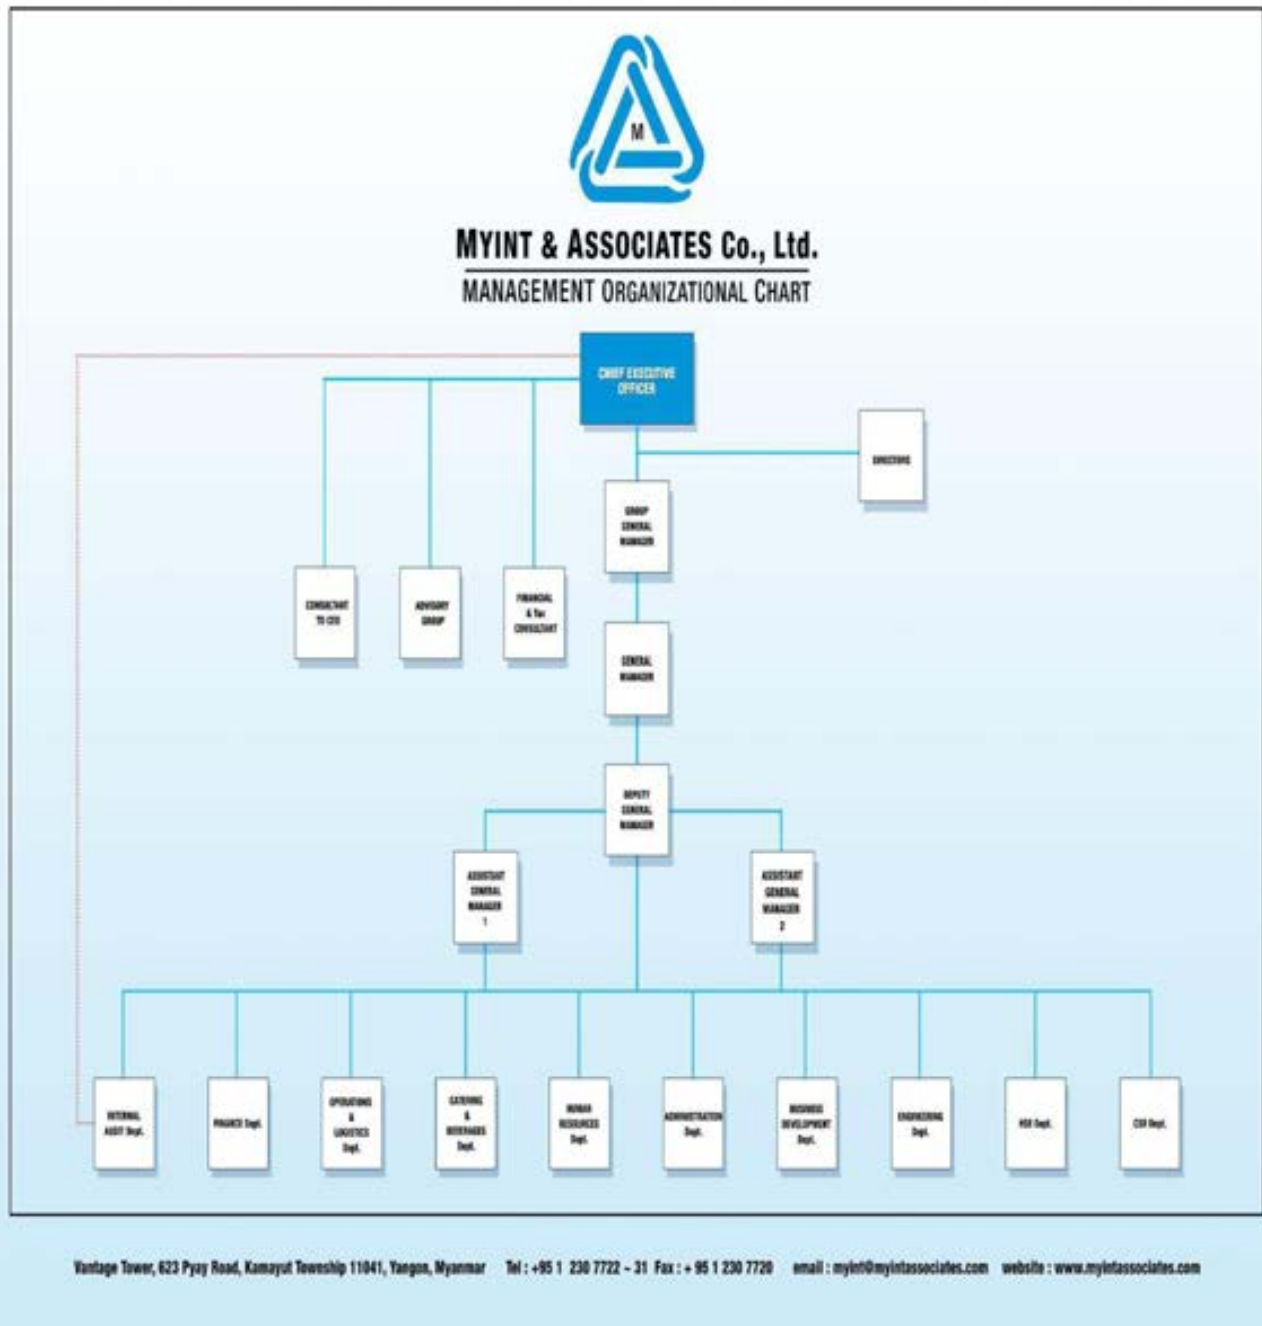 M
MYINT & ASSOCIATES Co., Ltd.
MANAGEMENT ORGANIZATIONAL CHART
CHIEF EXECUTIVE
OFFICER
DIRECTORS
GROUP
GENERAL
MANAGER
CONSULTANT
TO CEO
ADVISORY
GROUP
FINANCIAL
& Tax
CONSULTANT
GENERAL
MANAGER
DEPUTY
GENERAL
MANAGER
ASSISTANT
GENERAL
MANAGER
1
ASSISTANT
GENERAL
MANAGER
2
INTERNAL
AUDIT Dept.
FINANCE Dept.
OPERATIONS
&
LOGISTICS
Dept.
CATERING
&
BEVERAGES
Dept.
HUMAN
RESOURCES
Dept.
ADMINISTRATION
Dept.
BUSINESS
DEVELOPMENT
Dept.
ENGINEERING
Dept.
HSE Dept.
CSR Dept.
Vantage Tower, 623 Pyay Road, Kamayut Township 11041, Yangon, Myanmar Tel : +95 1 230 7722 ~ 31 Fax : + 95 1 230 7720 email : myint@myintassociates.com website : www.myintassociates.com